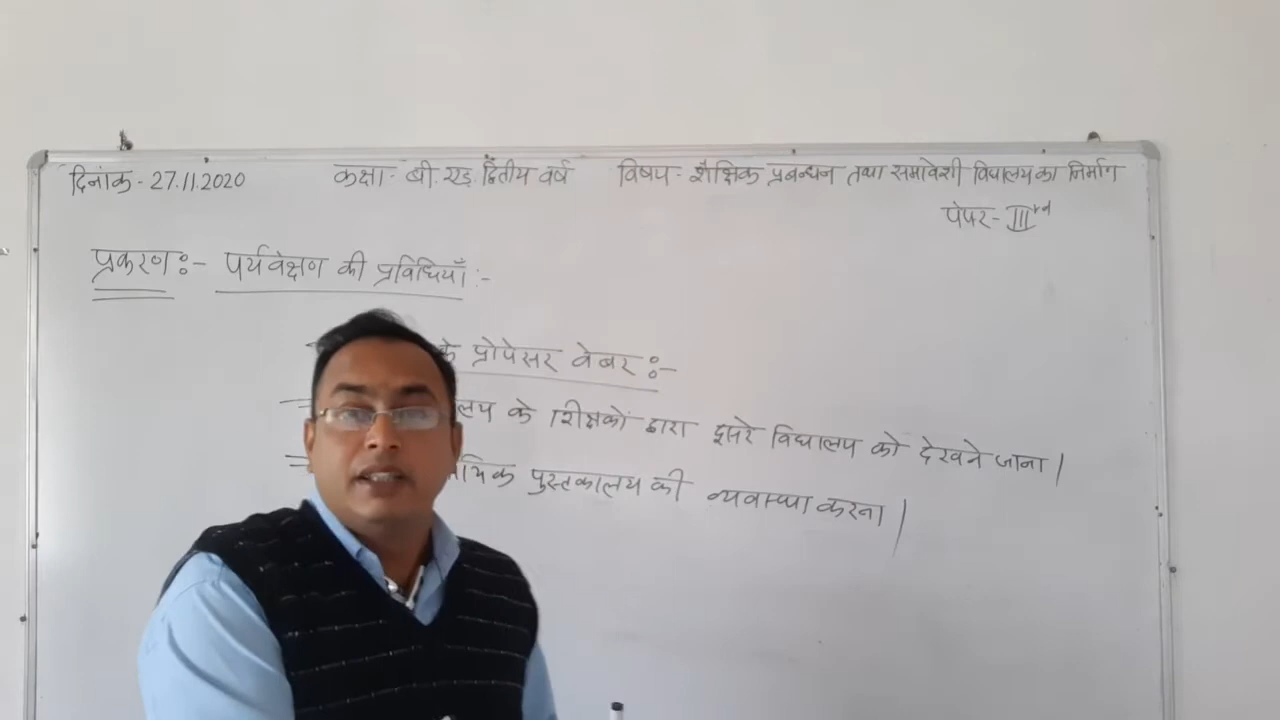 दिनांक - 27.11.2020 कक्षा - बी. एड्. द्वितीय वर्ष विषय - शैक्षिक प्रबन्धन तथा समावेशी विद्यालय का निर्माण
पेपर - III rd
प्रकरण :- पर्यवेक्षण की प्रविधियाँ :-
के प्रोपेसर वेबर :-
लय के शिक्षकों द्वारा दूसरे विद्यालय को देखने जाना।
पुस्तकालय की व्यवस्था करना।